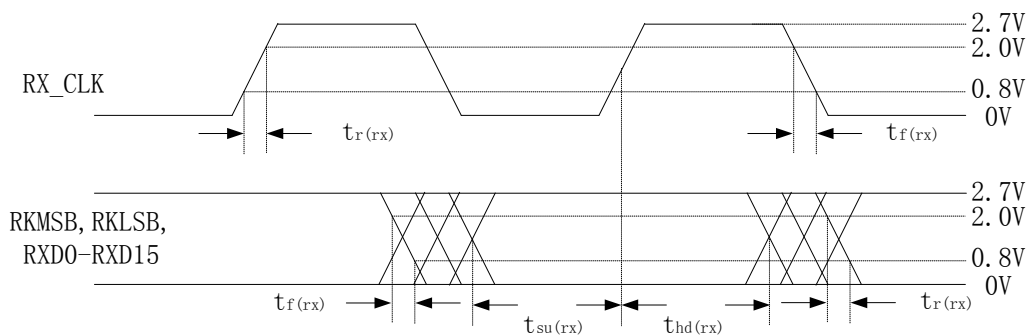 2.7V
2.0V
RX_CLK
0.8V
0V
tr(rx)
tf(rx)
2.7V
RKMSB, RKLSB,
2.0V
RXD0-RXD15
0.8V
0V
tf(rx)
tr(rx)
tsu(rx)
thd(rx)